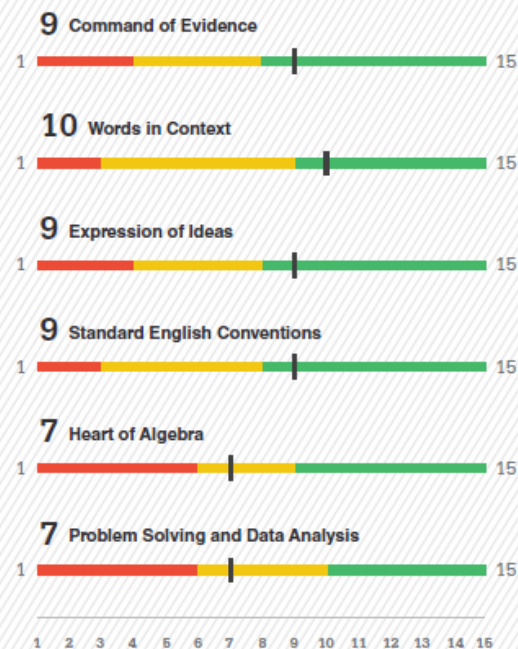 9 Command of Evidence
1 15
10 Words in Context
1 15
9 Expression of Ideas
1 15
9 Standard English Conventions
1 15
7 Heart of Algebra
1 15
7 Problem Solving and Data Analysis
1 15
1 2 3 4 5 6 7 8 9 10 11 12 13 14 15